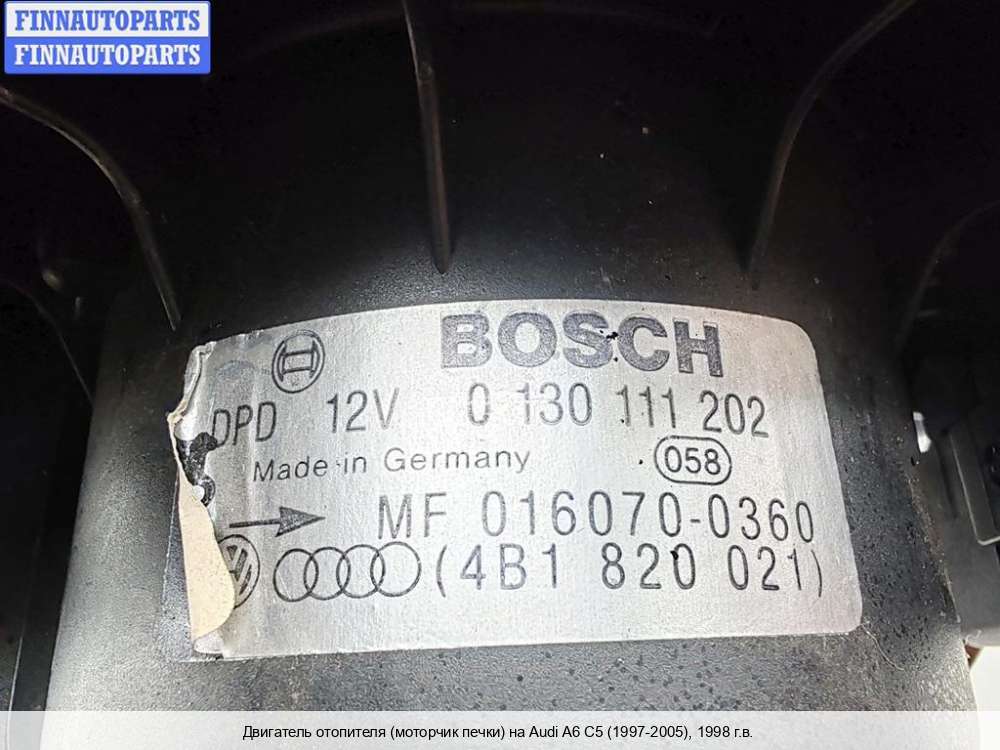 FINNAUTOPARTS
FINNAUTOPARTS
BOSCH
DPD 12V 0 130 111 202
Made in Germany 058
MF 016070-0360
(4B1 820 021)
Двигатель отопителя (моторчик печки) на Audi A6 C5 (1997-2005), 1998 г.в.